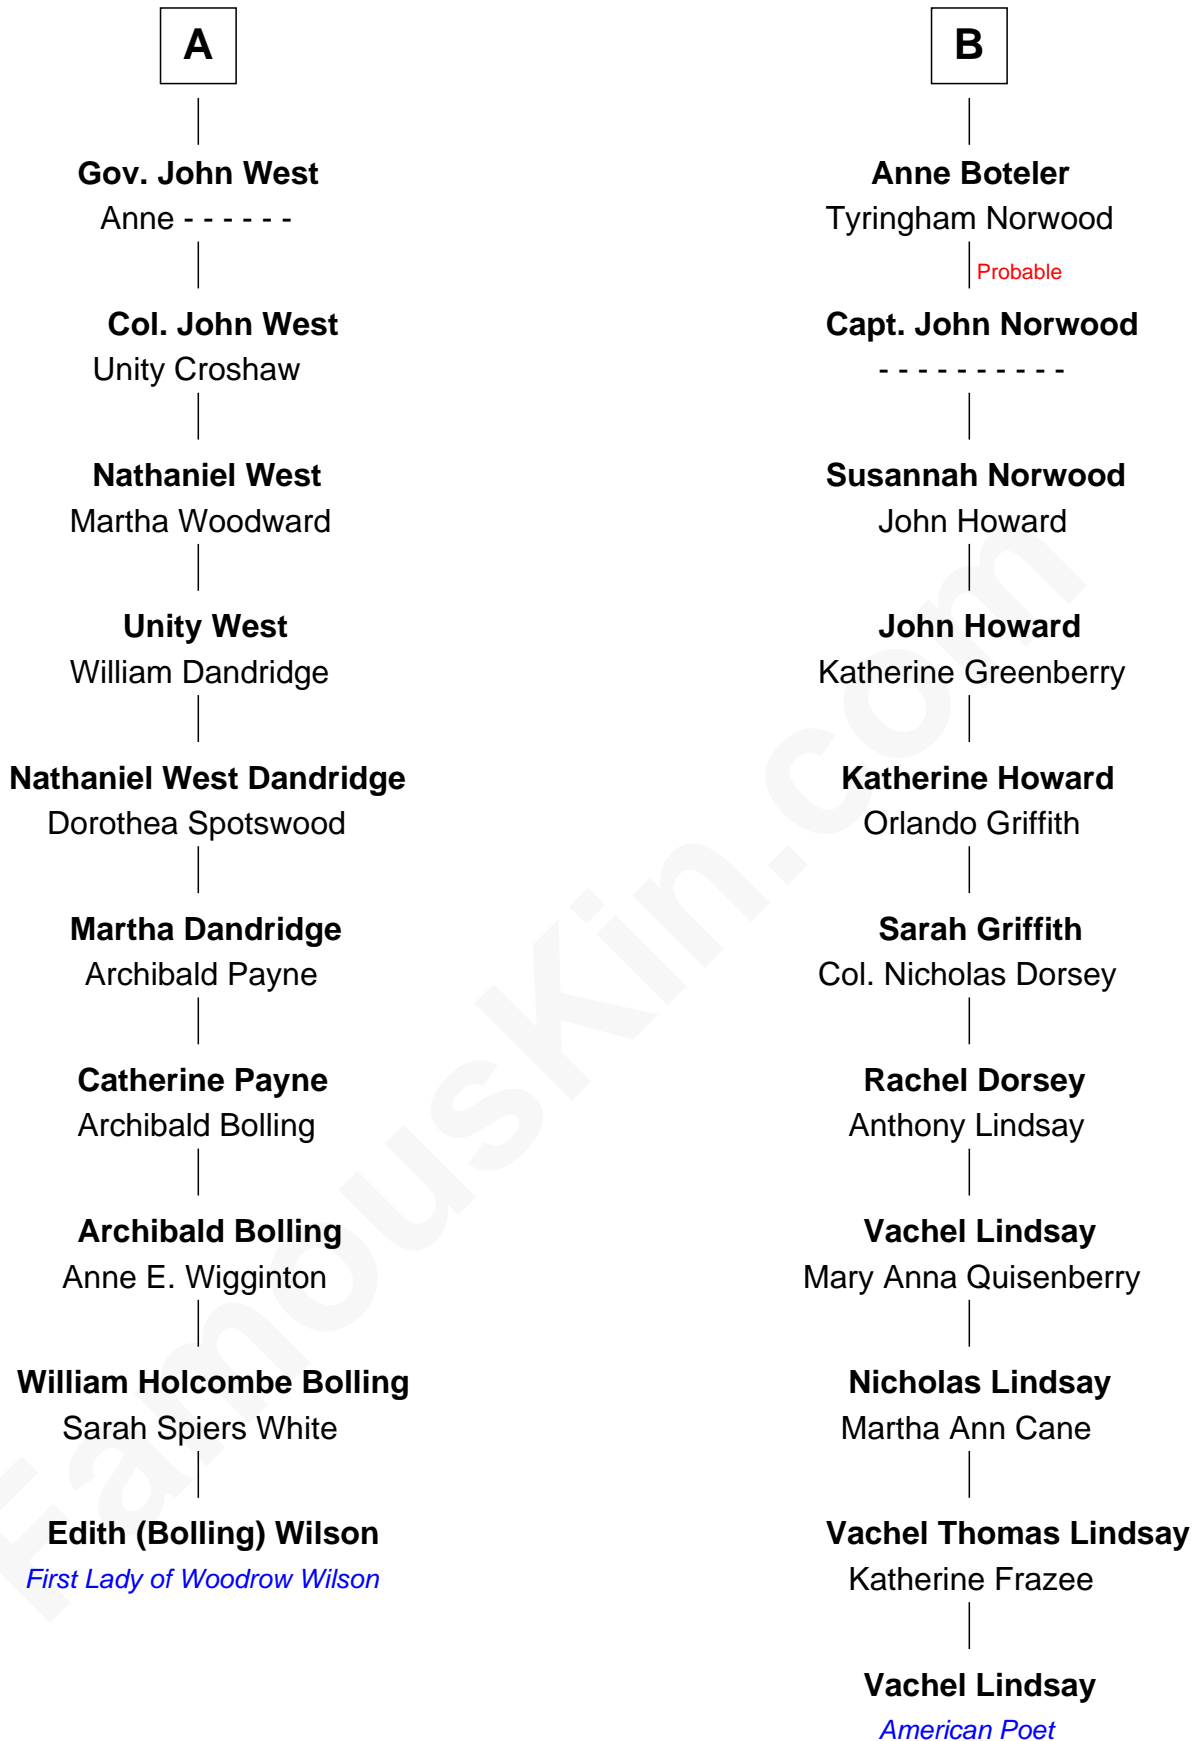 A
Gov. John West
Anne - - - - - -
Col. John West
Unity Croshaw
Nathaniel West
Martha Woodward
Unity West
William Dandridge
Nathaniel West Dandridge
Dorothea Spotswood
Martha Dandridge
Archibald Payne
Catherine Payne
Archibald Bolling
Archibald Bolling
Anne E. Wigginton
William Holcombe Bolling
Sarah Spiers White
Edith (Bolling) Wilson
First Lady of Woodrow Wilson
B
Anne Boteler
Tyringham Norwood
Probable
Capt. John Norwood
- - - - - - - - - -
Susannah Norwood
John Howard
John Howard
Katherine Greenberry
Katherine Howard
Orlando Griffith
Sarah Griffith
Col. Nicholas Dorsey
Rachel Dorsey
Anthony Lindsay
Vachel Lindsay
Mary Anna Quisenberry
Nicholas Lindsay
Martha Ann Cane
Vachel Thomas Lindsay
Katherine Frazee
Vachel Lindsay
American Poet
FamousKin.com